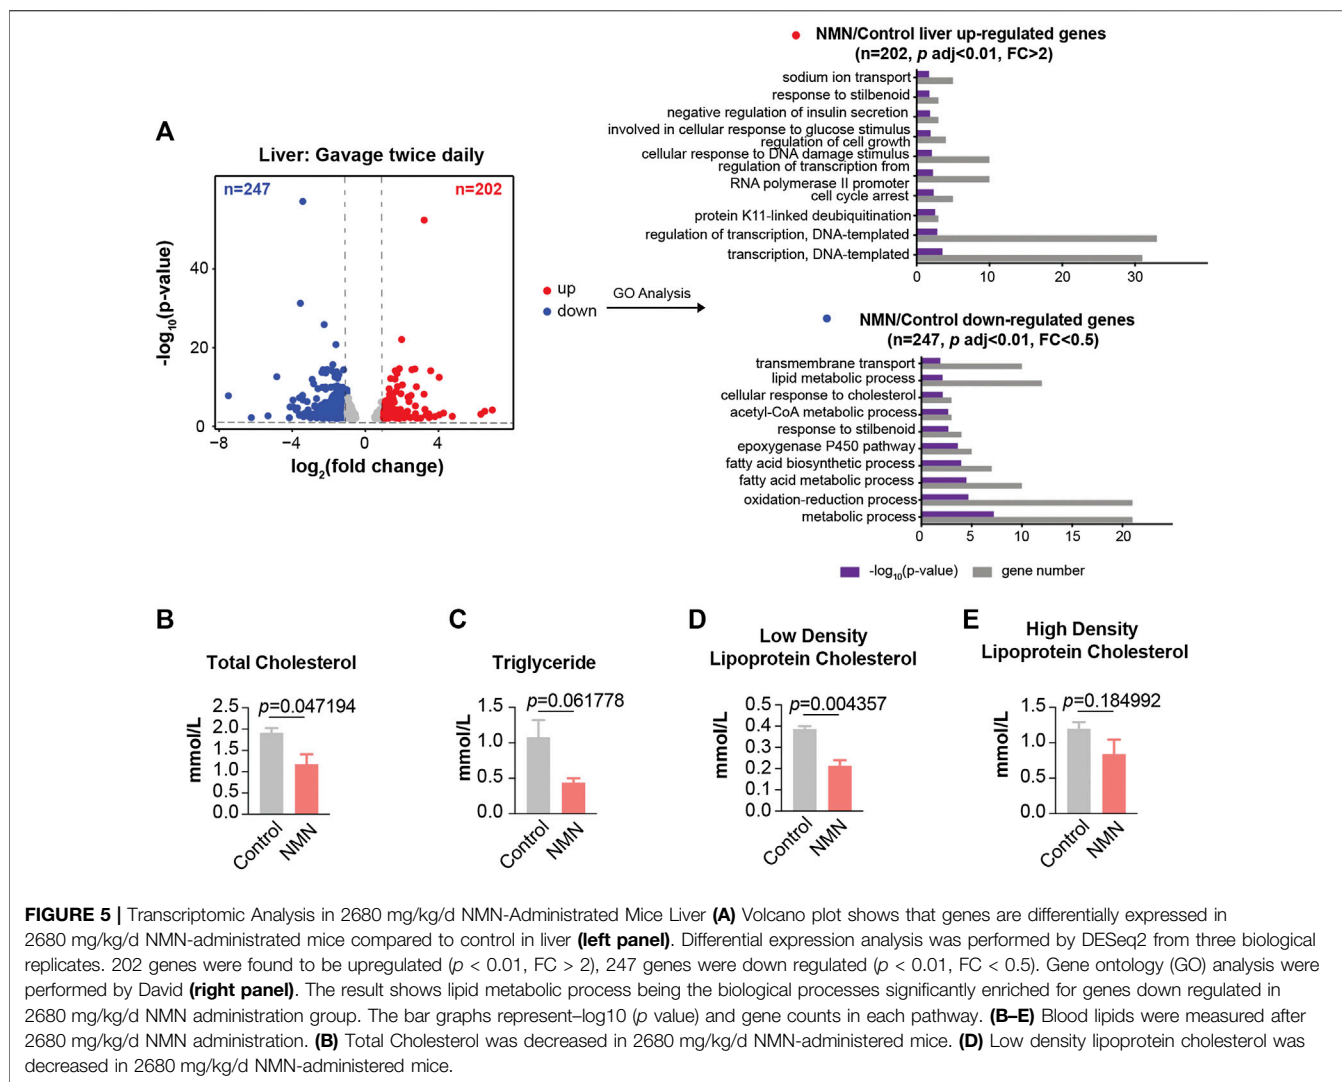 A
Liver: Gavage twice daily
n=247
n=202
-log10(p-value)
40
20
0
−8
−4
0
4
log2(fold change)
up
down
GO Analysis
NMN/Control liver up-regulated genes
(n=202, p adj<0.01, FC>2)
sodium ion transport
response to stilbenoid
negative regulation of insulin secretion
involved in cellular response to glucose stimulus
regulation of cell growth
cellular response to DNA damage stimulus
regulation of transcription from
RNA polymerase II promoter
cell cycle arrest
protein K11-linked deubiquitination
regulation of transcription, DNA-templated
transcription, DNA-templated
0 10 20 30
NMN/Control down-regulated genes
(n=247, p adj<0.01, FC<0.5)
transmembrane transport
lipid metabolic process
cellular response to cholesterol
acetyl-CoA metabolic process
response to stilbenoid
epoxygenase P450 pathway
fatty acid biosynthetic process
fatty acid metabolic process
oxidation-reduction process
metabolic process
0 5 10 15 20
-log10(p-value) gene number
B
Total Cholesterol
mmol/L
2.5
2.0
1.5
1.0
0.5
0.0
p=0.047194
Control
NMN
C
Triglyceride
mmol/L
1.5
1.0
0.5
0.0
p=0.061778
Control
NMN
D
Low Density
Lipoprotein Cholesterol
mmol/L
0.5
0.4
0.3
0.2
0.1
0.0
p=0.004357
Control
NMN
E
High Density
Lipoprotein Cholesterol
mmol/L
1.5
1.0
0.5
0.0
p=0.184992
Control
NMN
FIGURE 5 | Transcriptomic Analysis in 2680 mg/kg/d NMN-Administrated Mice Liver (A) Volcano plot shows that genes are differentially expressed in
2680 mg/kg/d NMN-administrated mice compared to control in liver (left panel). Differential expression analysis was performed by DESeq2 from three biological
replicates. 202 genes were found to be upregulated (p < 0.01, FC > 2), 247 genes were down regulated (p < 0.01, FC < 0.5). Gene ontology (GO) analysis were
performed by David (right panel). The result shows lipid metabolic process being the biological processes significantly enriched for genes down regulated in
2680 mg/kg/d NMN administration group. The bar graphs represent–log10 (p value) and gene counts in each pathway. (B–E) Blood lipids were measured after
2680 mg/kg/d NMN administration. (B) Total Cholesterol was decreased in 2680 mg/kg/d NMN-administered mice. (D) Low density lipoprotein cholesterol was
decreased in 2680 mg/kg/d NMN-administered mice.